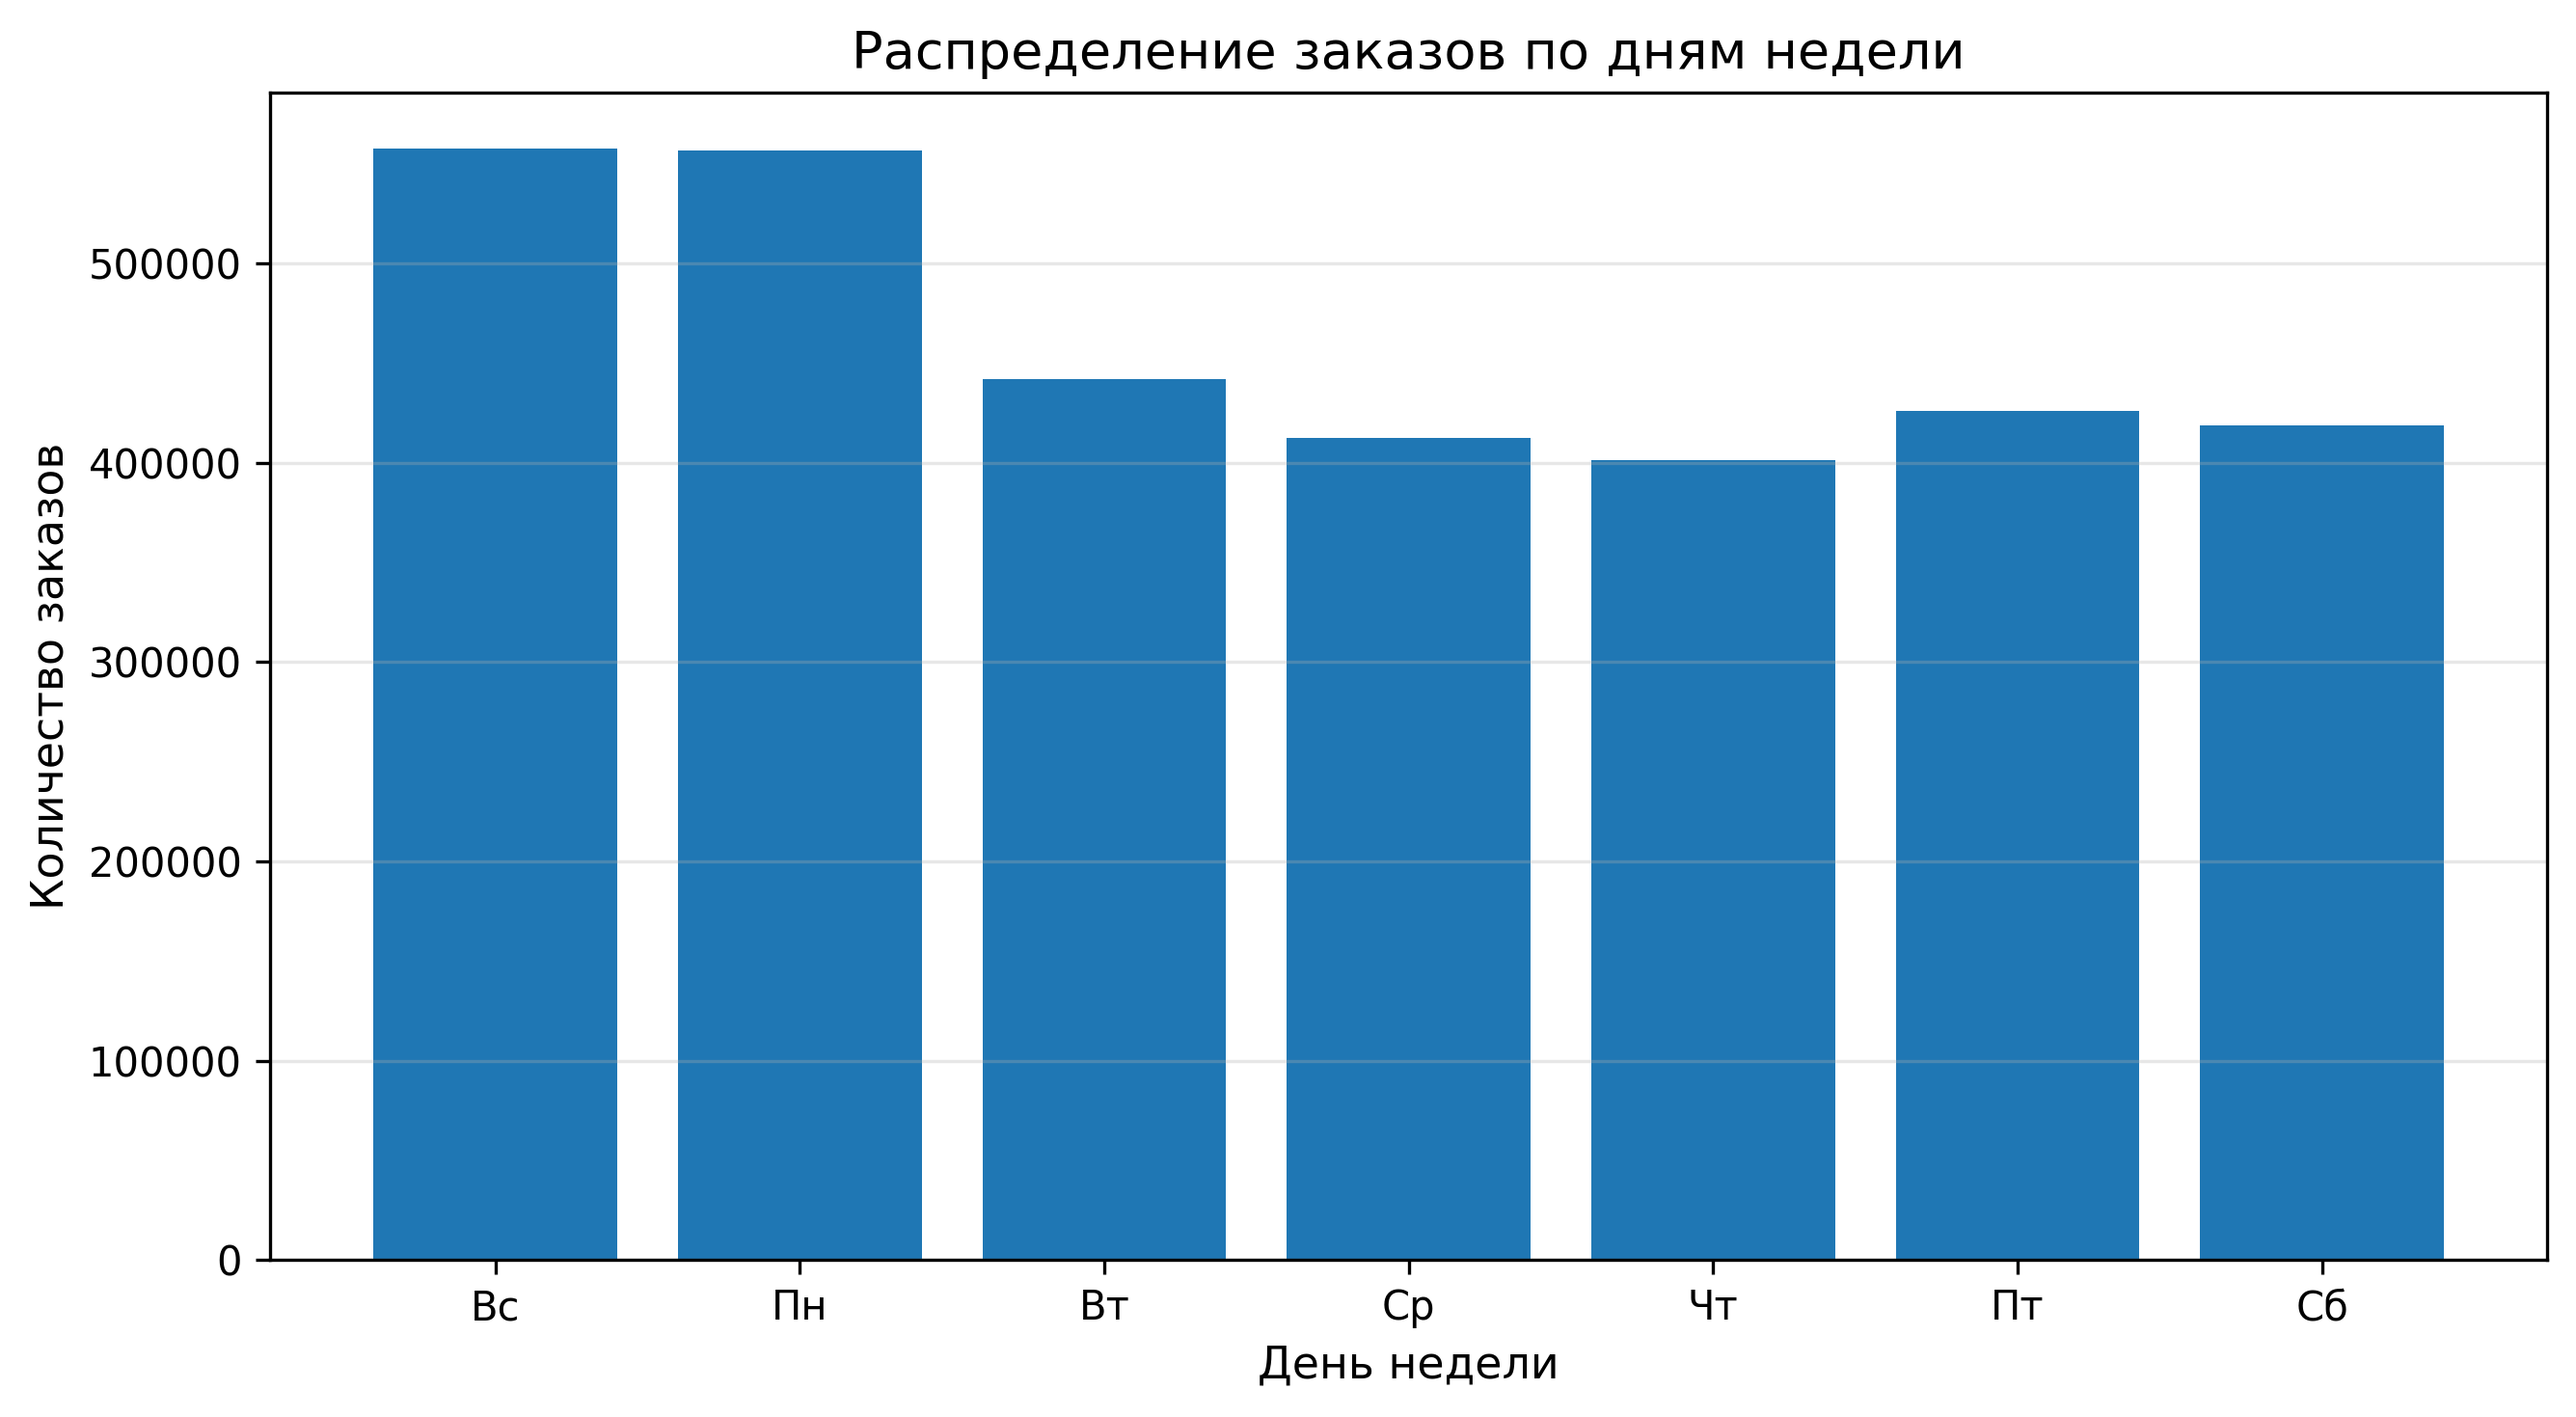 Распределение заказов по дням недели
Количество заказов
500000
400000
300000
200000
100000
0
Вс Пн Вт Ср Чт Пт Сб
День недели